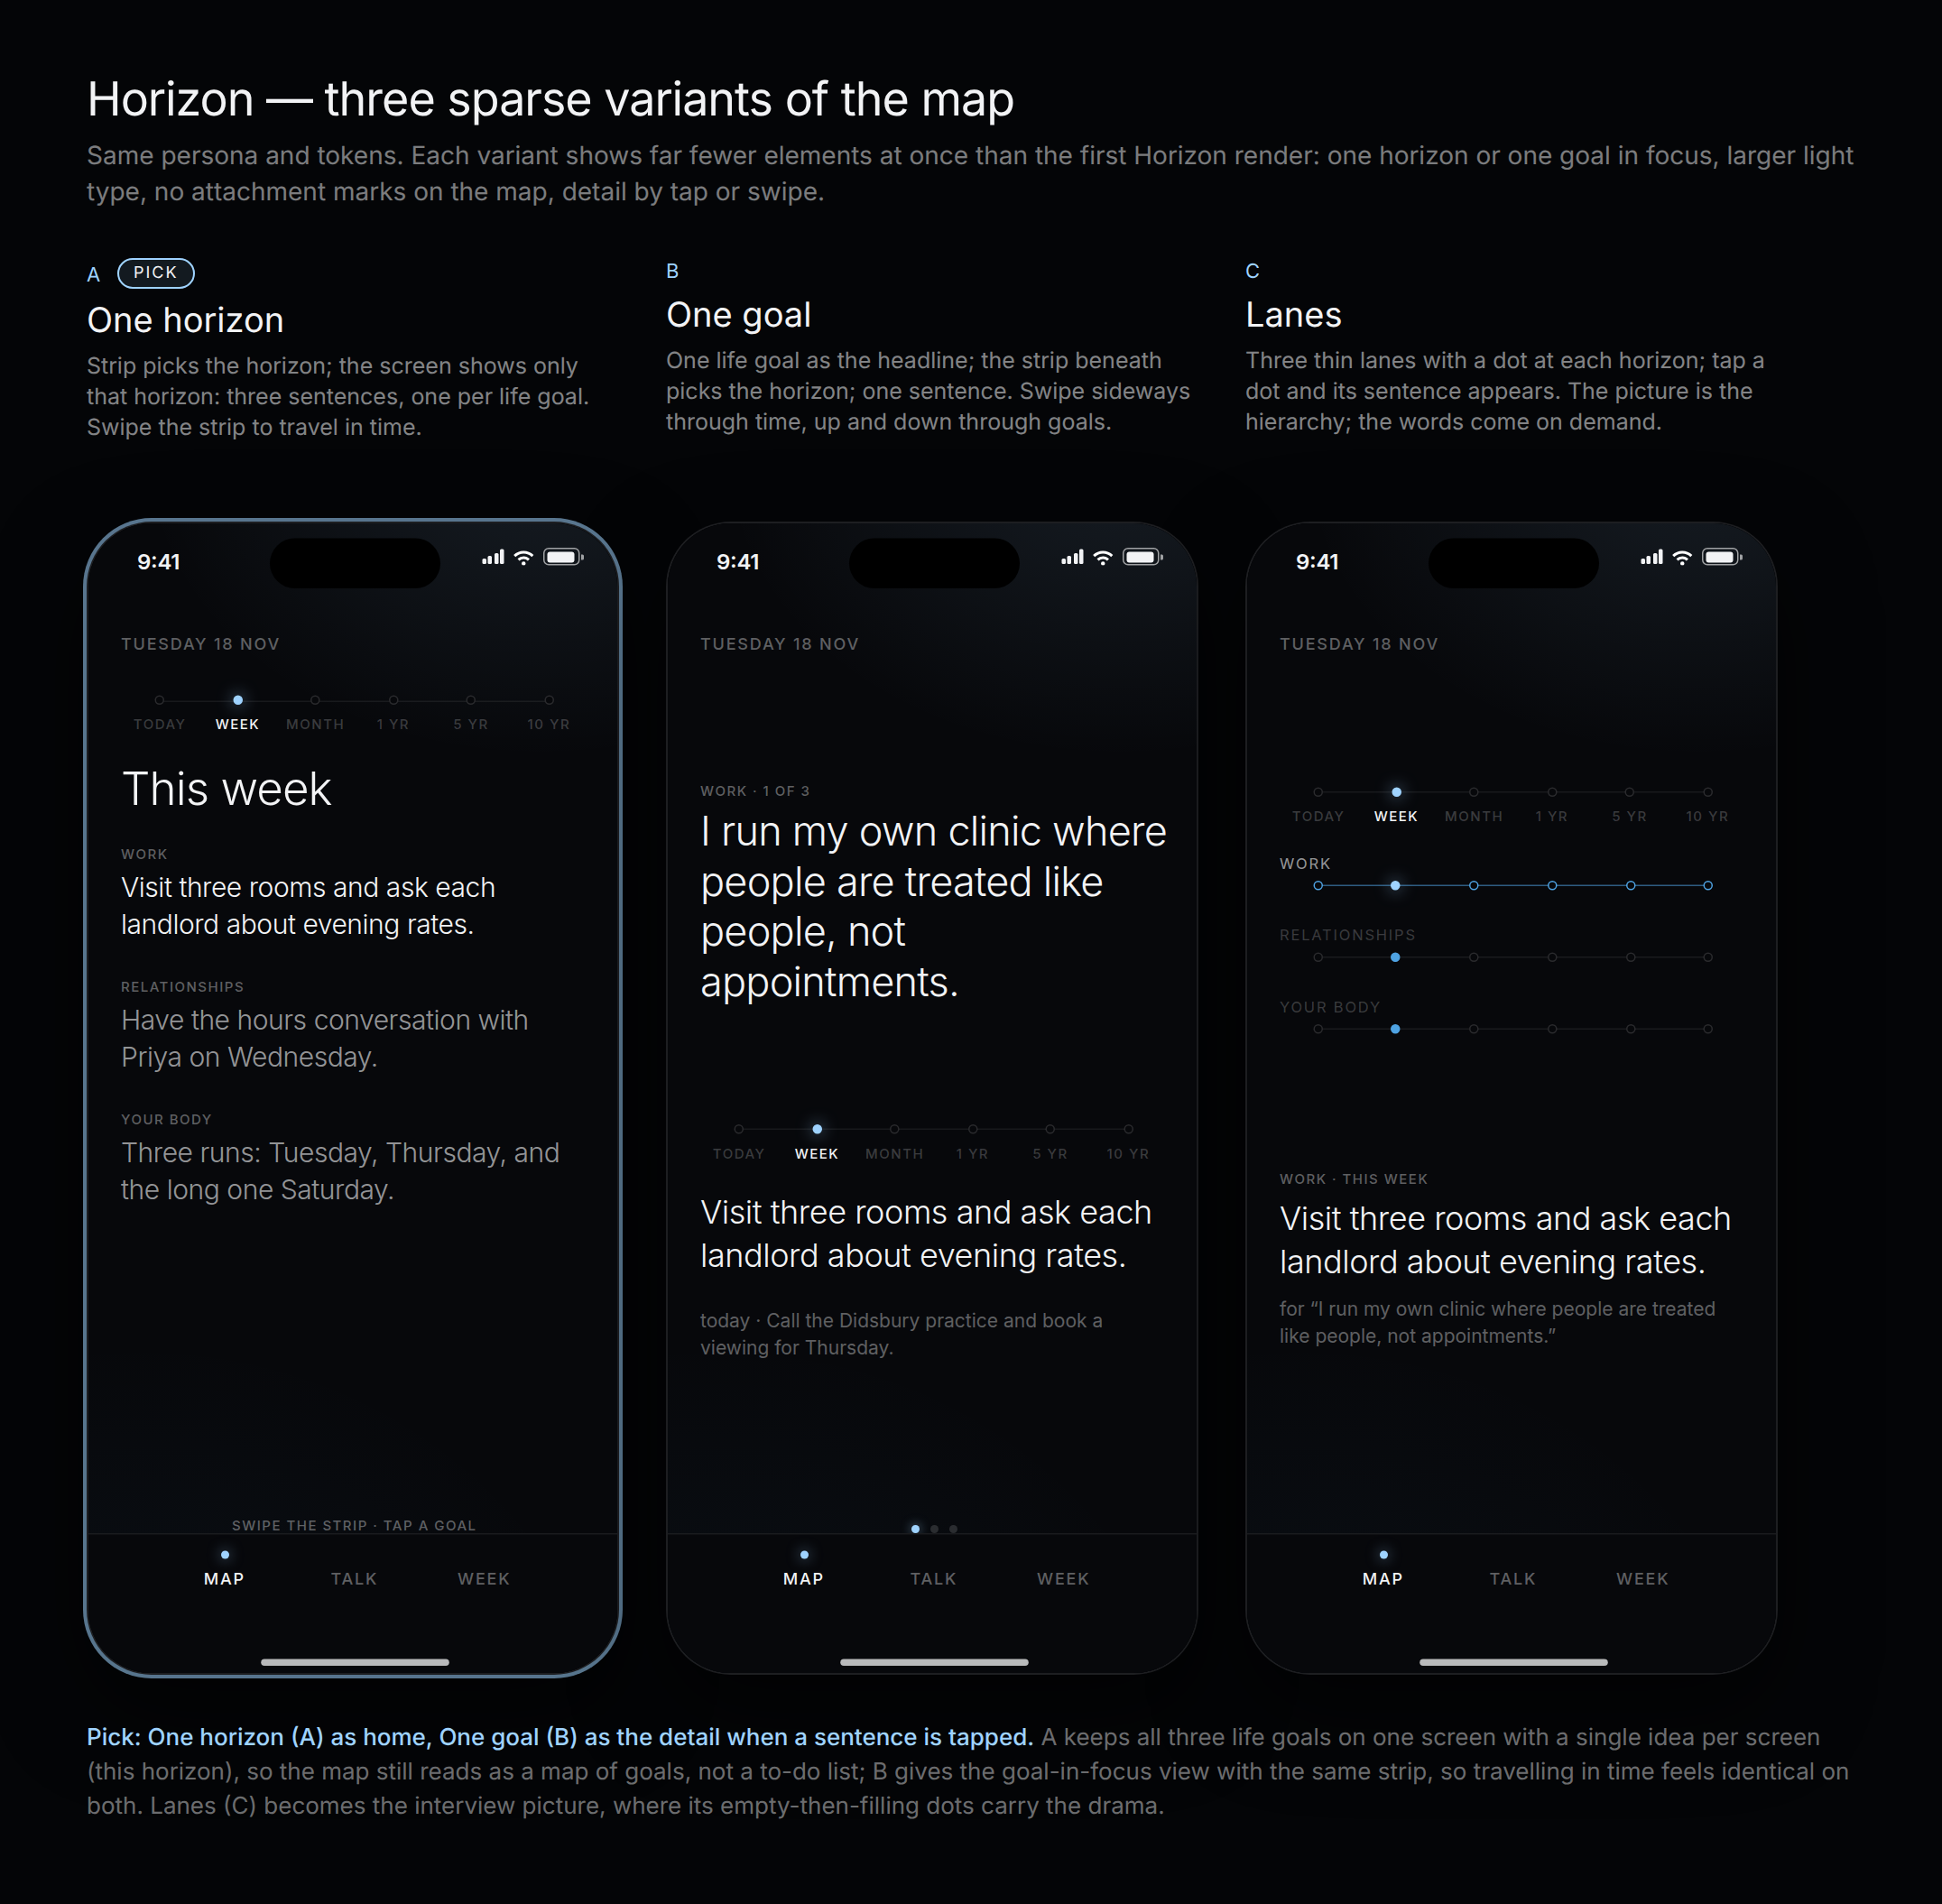 Horizon — three sparse variants of the map
Same persona and tokens. Each variant shows far fewer elements at once than the first Horizon render: one horizon or one goal in focus, larger light
type, no attachment marks on the map, detail by tap or swipe.
A PICK
One horizon
Strip picks the horizon; the screen shows only
that horizon: three sentences, one per life goal.
Swipe the strip to travel in time.
B
One goal
One life goal as the headline; the strip beneath
picks the horizon; one sentence. Swipe sideways
through time, up and down through goals.
C
Lanes
Three thin lanes with a dot at each horizon; tap a
dot and its sentence appears. The picture is the
hierarchy; the words come on demand.
9:41
TUESDAY 18 NOV
TODAY WEEK MONTH 1 YR 5 YR 10 YR
This week
WORK
Visit three rooms and ask each
landlord about evening rates.
RELATIONSHIPS
Have the hours conversation with
Priya on Wednesday.
YOUR BODY
Three runs: Tuesday, Thursday, and
the long one Saturday.
SWIPE THE STRIP · TAP A GOAL
MAP TALK WEEK
9:41
TUESDAY 18 NOV
WORK · 1 OF 3
I run my own clinic where
people are treated like
people, not
appointments.
TODAY WEEK MONTH 1 YR 5 YR 10 YR
Visit three rooms and ask each
landlord about evening rates.
today · Call the Didsbury practice and book a
viewing for Thursday.
MAP TALK WEEK
9:41
TUESDAY 18 NOV
TODAY WEEK MONTH 1 YR 5 YR 10 YR
WORK
RELATIONSHIPS
YOUR BODY
WORK · THIS WEEK
Visit three rooms and ask each
landlord about evening rates.
for “I run my own clinic where people are treated
like people, not appointments.”
MAP TALK WEEK
Pick: One horizon (A) as home, One goal (B) as the detail when a sentence is tapped. A keeps all three life goals on one screen with a single idea per screen
(this horizon), so the map still reads as a map of goals, not a to-do list; B gives the goal-in-focus view with the same strip, so travelling in time feels identical on
both. Lanes (C) becomes the interview picture, where its empty-then-filling dots carry the drama.